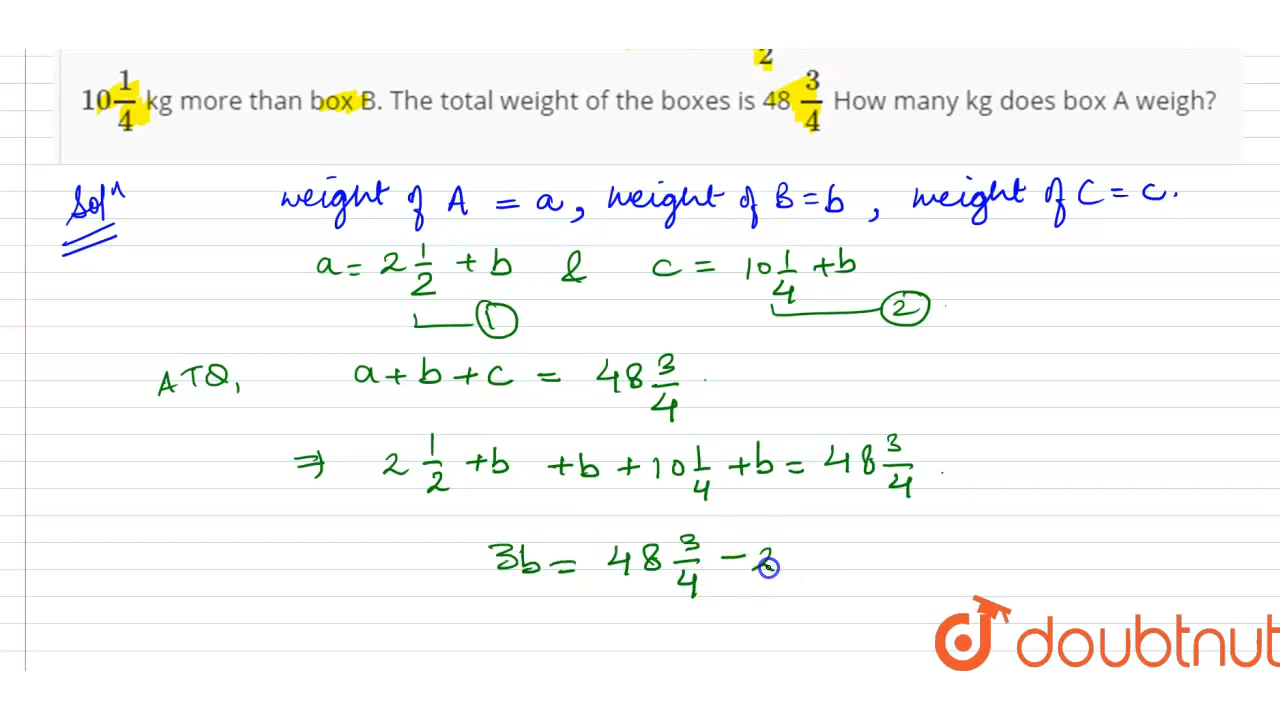 2
10 1/4 kg more than box B. The total weight of the boxes is 48 3/4 How many kg does box A weigh?
Solⁿ weight of A = a, weight of B = b, weight of C = c.
a = 2 1/2 + b & c = 10 1/4 + b
① ②
ATQ, a + b + c = 48 3/4
⇒ 2 1/2 + b + b + 10 1/4 + b = 48 3/4
3b = 48 3/4 -
doubtnut